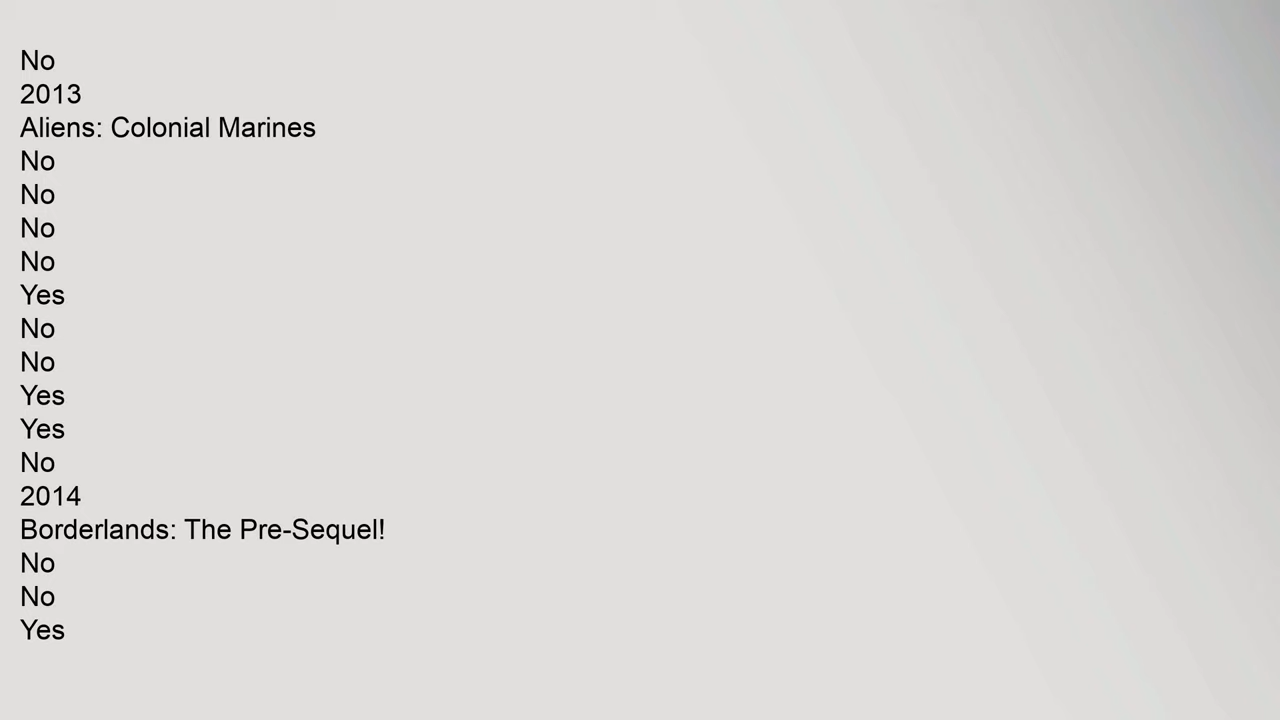 No
2013
Aliens: Colonial Marines
No
No
No
No
Yes
No
No
Yes
Yes
No
2014
Borderlands: The Pre-Sequel!
No
No
Yes